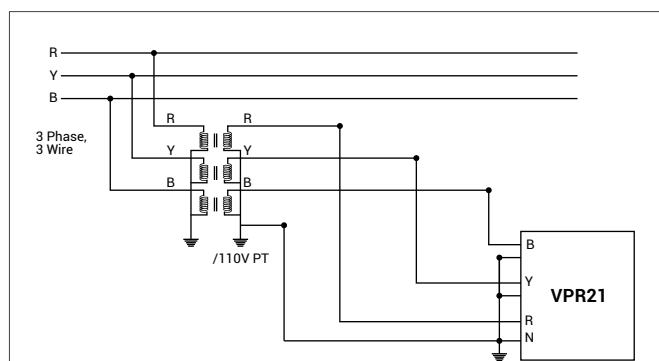 R
Y
B
3 Phase,
3 Wire
R R
Y Y
B B
/110V PT
B
Y
VPR21
R
N